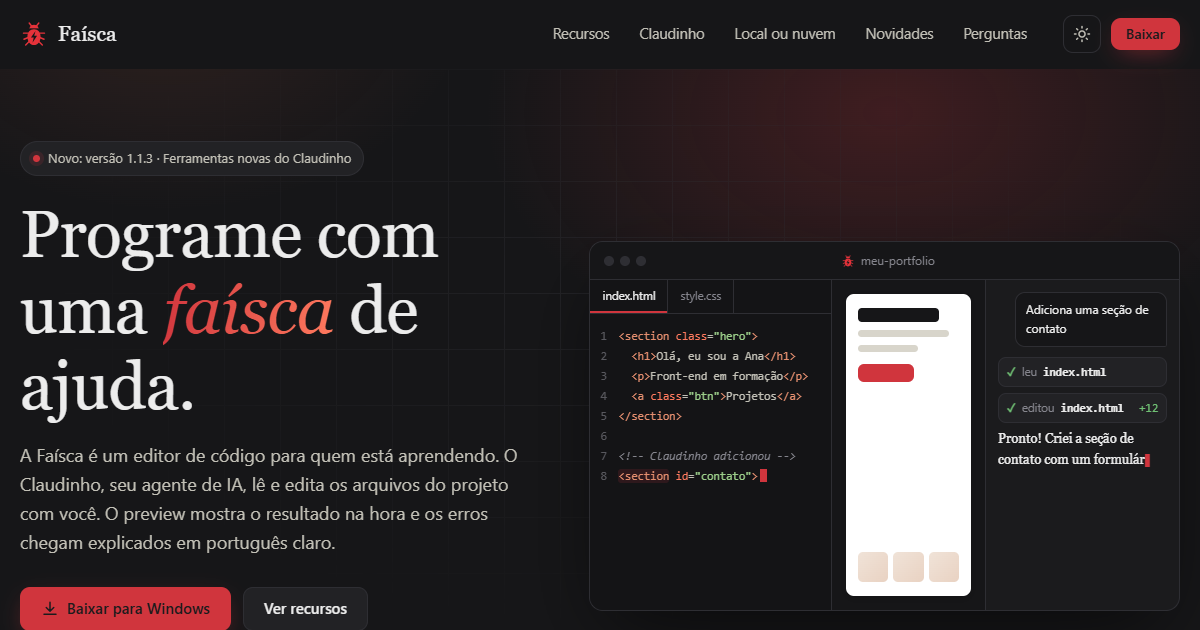 Faísca
Recursos
Claudinho
Local ou nuvem
Novidades
Perguntas
Baixar
Novo: versão 1.1.3 · Ferramentas novas do Claudinho
Programe com
uma faísca de
ajuda.
A Faísca é um editor de código para quem está aprendendo. O
Claudinho, seu agente de IA, lê e edita os arquivos do projeto
com você. O preview mostra o resultado na hora e os erros
chegam explicados em português claro.
Baixar para Windows
Ver recursos
meu-portfolio
index.html
style.css
1 <section class="hero">
2 <h1>Olá, eu sou a Ana</h1>
3 <p>Front-end em formação</p>
4 <a class="btn">Projetos</a>
5 </section>
6
7 <!-- Claudinho adicionou -->
8 <section id="contato">
Adiciona uma seção de
contato
✓ leu index.html
✓ editou index.html +12
Pronto! Criei a seção de
contato com um formulár